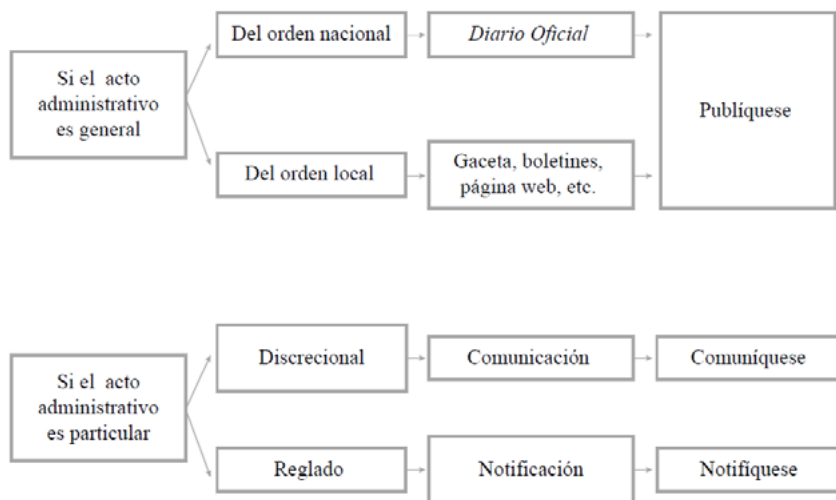 Si el acto
administrativo
es general
Del orden nacional
Diario Oficial
Del orden local
Gaceta, boletines,
página web, etc.
Publíquese
Si el acto
administrativo
es particular
Discrecional
Comunicación
Comuníquese
Reglado
Notificación
Notifíquese